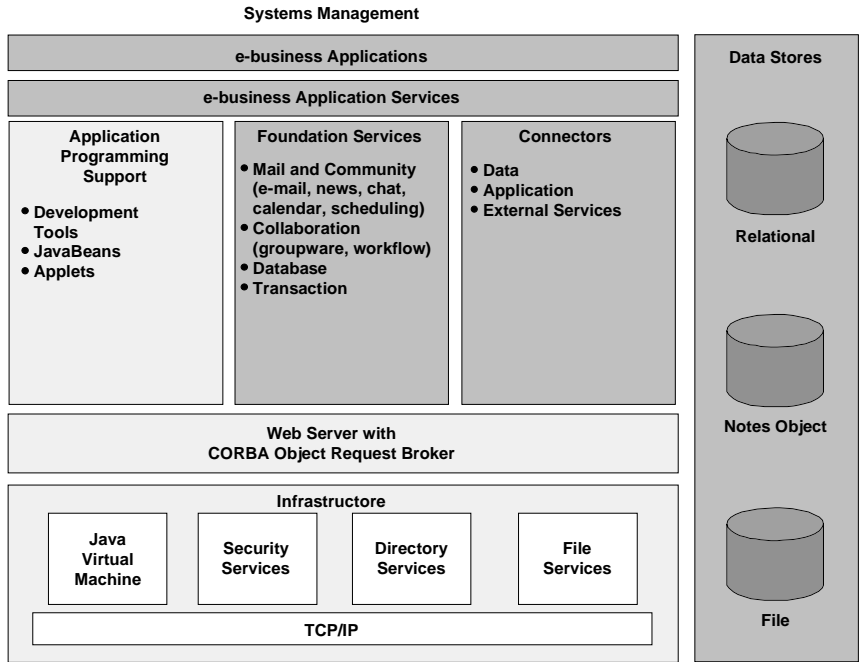 Systems Management
e-business Applications
e-business Application Services
Application
Programming
Support
● Development
Tools
● JavaBeans
● Applets
Foundation Services
● Mail and Community
(e-mail, news, chat,
calendar, scheduling)
● Collaboration
(groupware, workflow)
● Database
● Transaction
Connectors
● Data
● Application
● External Services
Web Server with
CORBA Object Request Broker
Infrastructore
Java
Virtual
Machine
Security
Services
Directory
Services
File
Services
TCP/IP
Data Stores
Relational
Notes Object
File